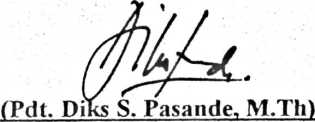 (Pdt. Diks S. Pasande, M.Th)